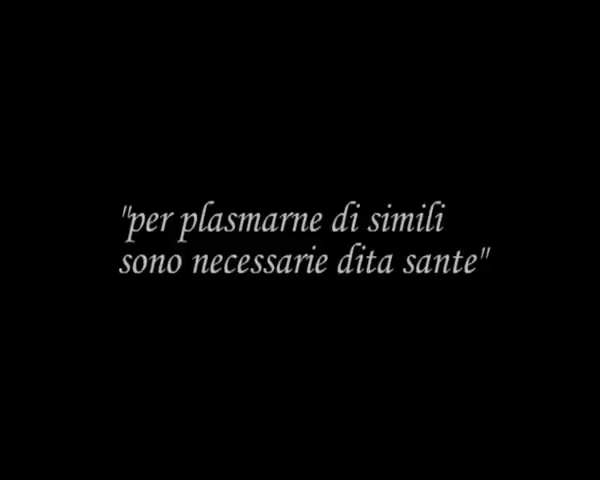 "per plasmarne di simili
sono necessarie dita sante"